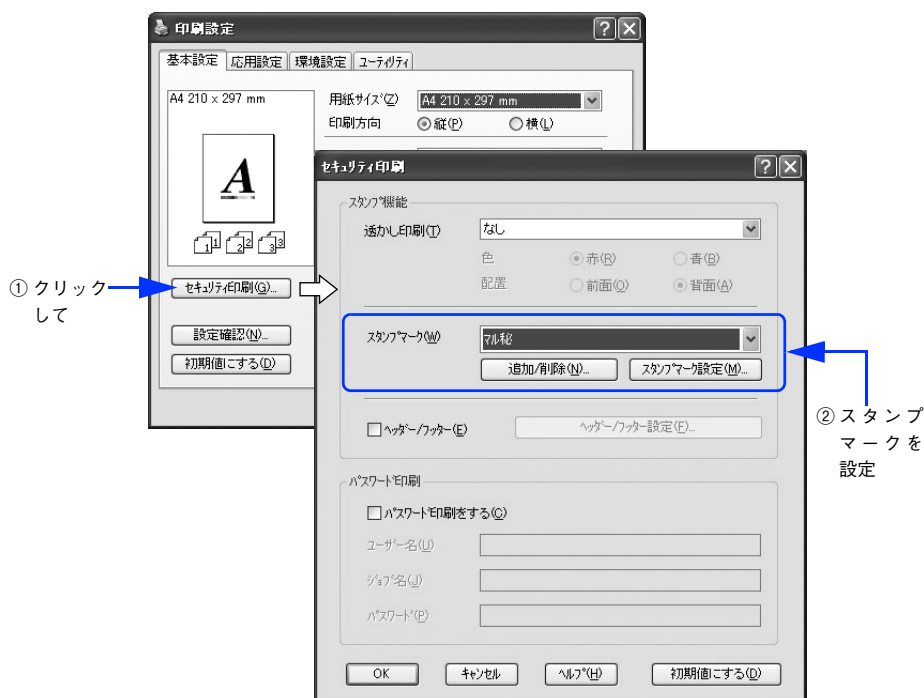 印刷設定
基本設定 応用設定 環境設定 ユーティリティ
A4 210 x 297 mm
用紙サイズ(Z) A4 210 x 297 mm
印刷方向 縦(P) 横(L)
A
1 1 2 2 3 3
① クリック
して
セキュリティ印刷(G)...
設定確認(N)...
初期値にする(D)
セキュリティ印刷
スタンプ機能
透かし印刷(T) なし
色 赤(R) 青(B)
配置 前面(O) 背面(A)
スタンプマーク(W) マル秘
追加/削除(N)... スタンプマーク設定(M)...
② スタンプ
マークを
設定
ヘッダー/フッター(E) ヘッダー/フッター設定(F)...
パスワード印刷
パスワード印刷をする(C)
ユーザー名(U)
ジョブ名(J)
パスワード(P)
OK キャンセル ヘルプ(H) 初期値にする(D)